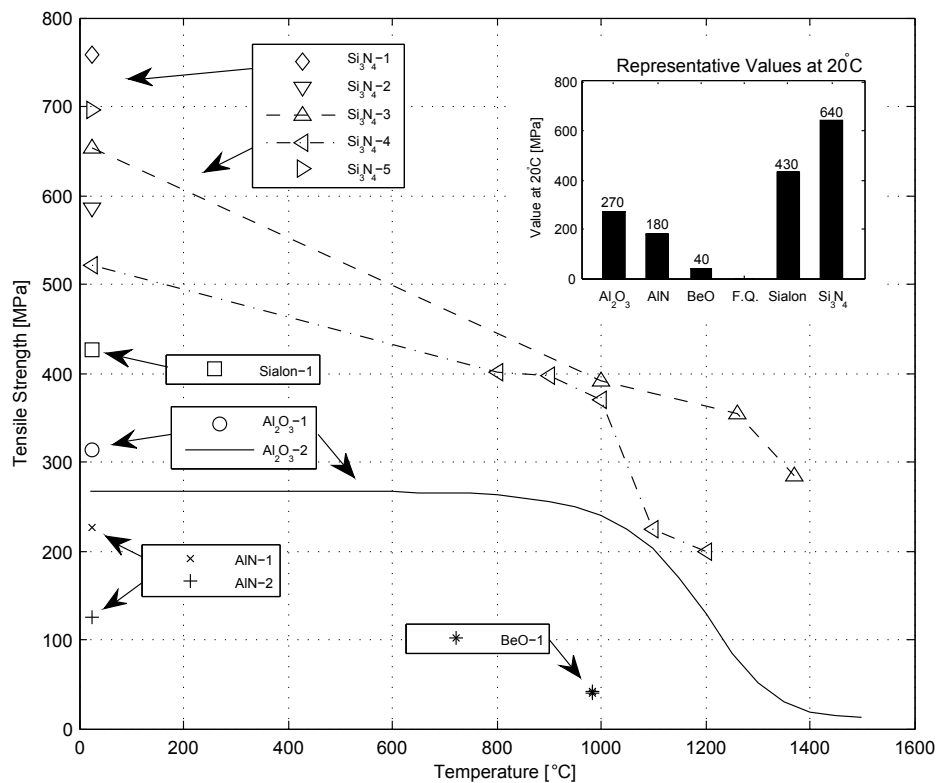 800
700
600
500
400
300
200
100
0
Tensile Strength [MPa]
0 200 400 600 800 1000 1200 1400 1600
Temperature [°C]
Si₃N₄−1
Si₃N₄−2
Si₃N₄−3
Si₃N₄−4
Si₃N₄−5
Sialon−1
Al₂O₃−1
Al₂O₃−2
AlN−1
AlN−2
BeO−1
Representative Values at 20°C
Value at 20°C [MPa]
800
600
400
200
0
270
180
40
430
640
Al₂O₃ AlN BeO F.Q. Sialon Si₃N₄